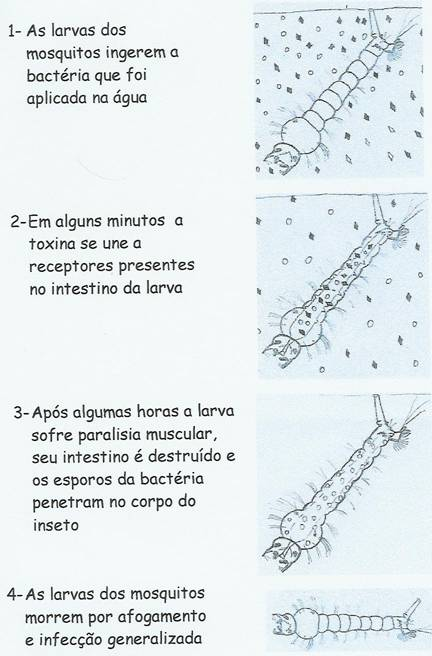 1- As larvas dos
mosquitos ingerem a
bactéria que foi
aplicada na água
2-Em alguns minutos a
toxina se une a
receptores presentes
no intestino da larva
3-Após algumas horas a larva
sofre paralisia muscular,
seu intestino é destruído e
os esporos da bactéria
penetram no corpo do
inseto
4-As larvas dos mosquitos
morrem por afogamento
e infecção generalizada